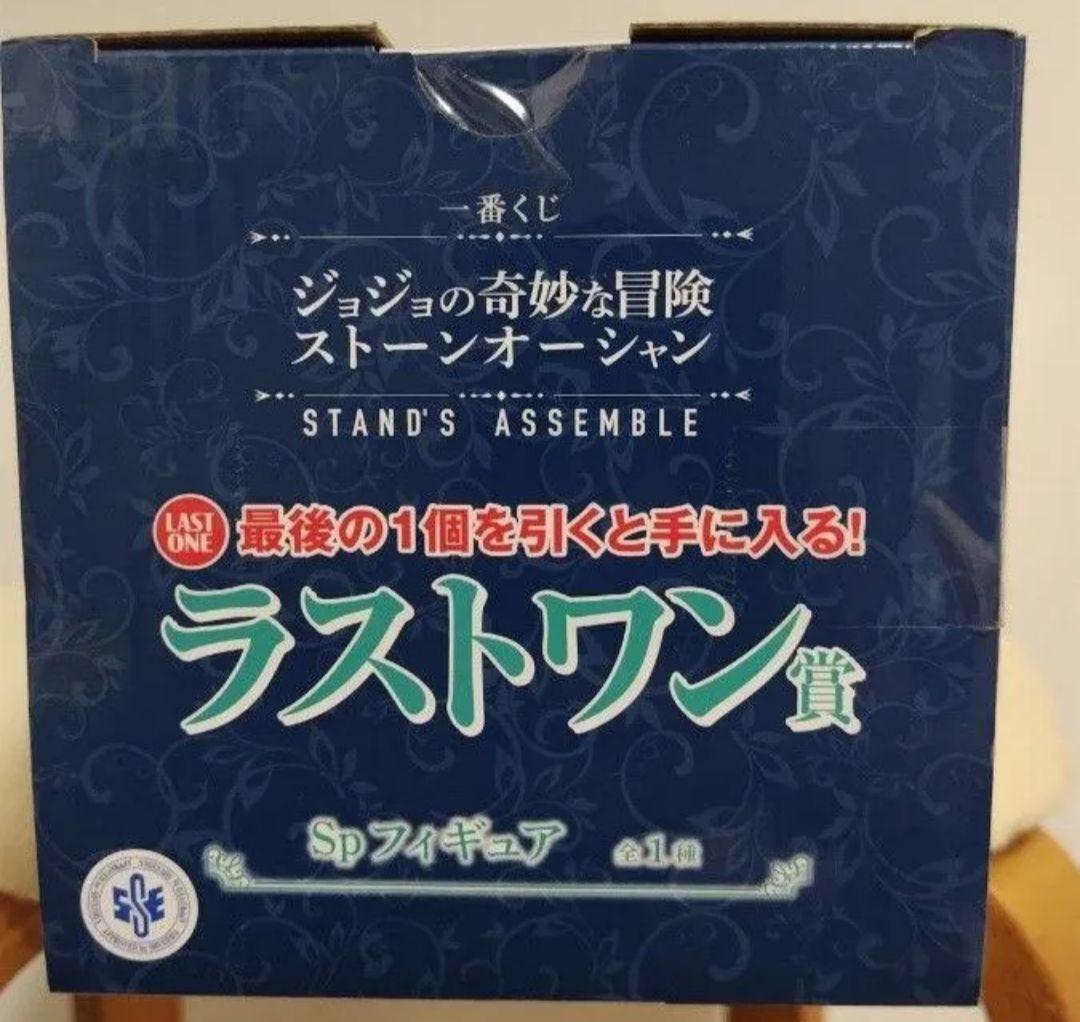 一番くじ
ジョジョの奇妙な冒険
ストーンオーシャン
STAND'S ASSEMBLE
LAST ONE
最後の1個を引くと手に入る!
ラストワン賞
Spフィギュア 全1種